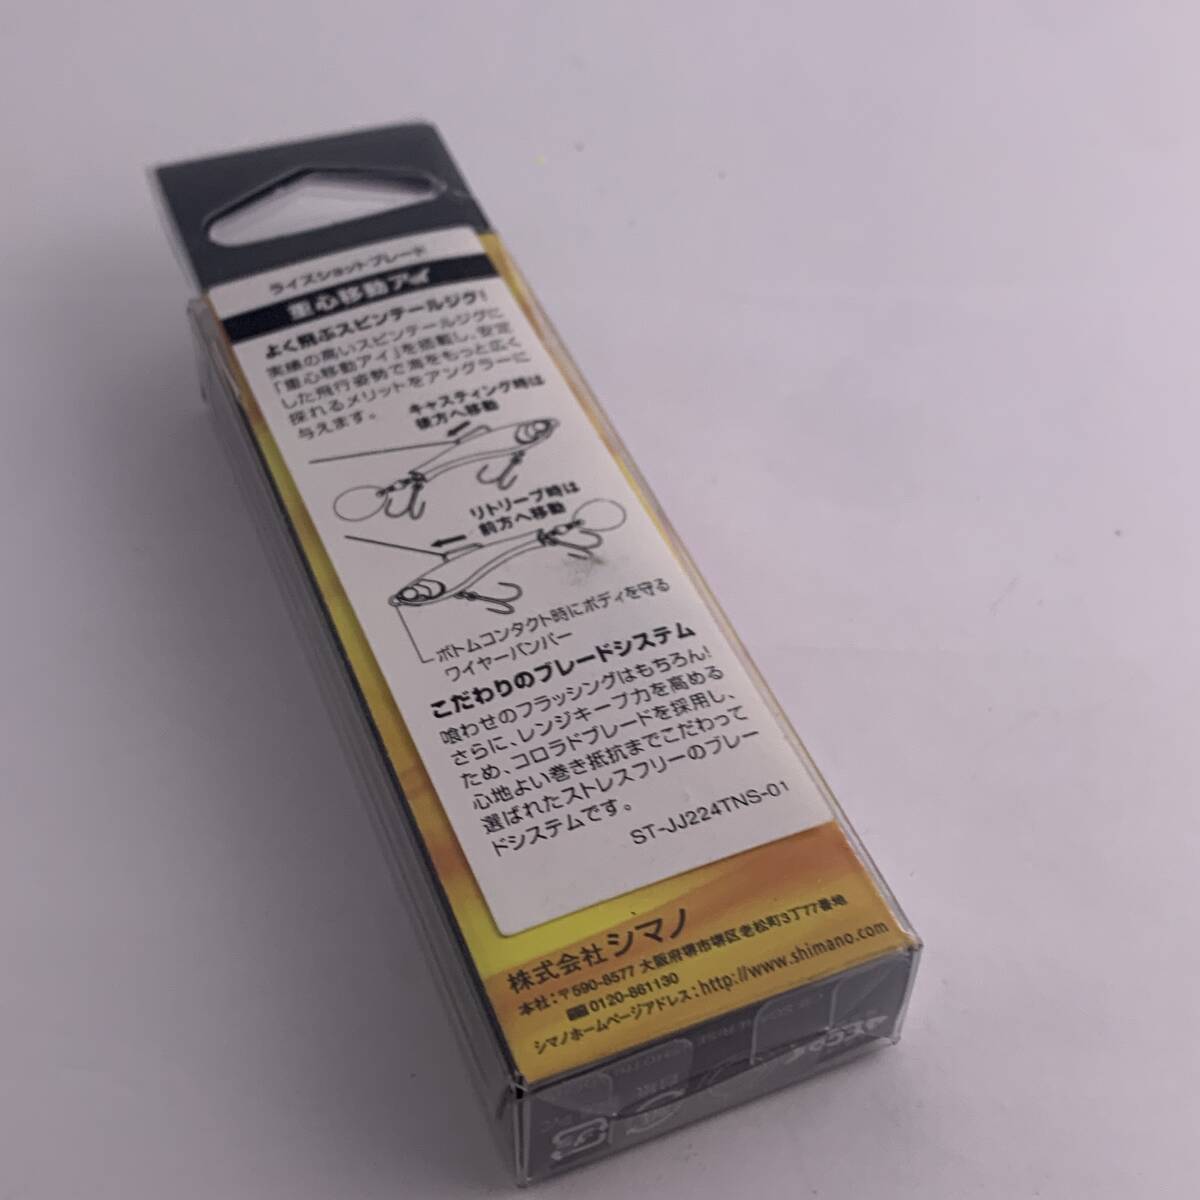 ライズショットブレード
重心移動アイ
よく飛ぶスピンテールジグ!
実績の高いスピンテールジグに
「重心移動アイ」を搭載し、安定
した飛行姿勢で海をもっと広く
探れるメリットをアングラーに
与えます。
キャスティング時は
後方へ移動
リトリーブ時は
前方へ移動
ボトムコンタクト時にボディを守る
ワイヤーバンパー
こだわりのブレードシステム
喰わせのフラッシングはもちろん!
さらに、レンジキープ力を高める
ため、コロラドブレードを採用し、
心地よい巻き抵抗までこだわって
選ばれたストレスフリーのブレー
ドシステムです。
ST-JJ224TNS-01
株式会社 シマノ
本社:〒590-8577 大阪府堺市堺区老松町3丁77番地
0120-861130
シマノホームページアドレス:http://www.shimano.com